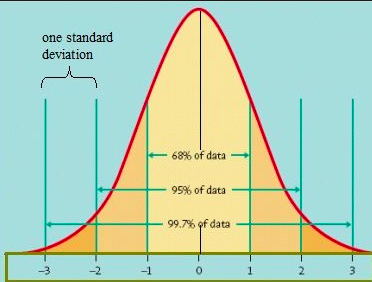 one standard
deviation
68% of data
95% of data
99.7% of data
−3 −2 −1 0 1 2 3